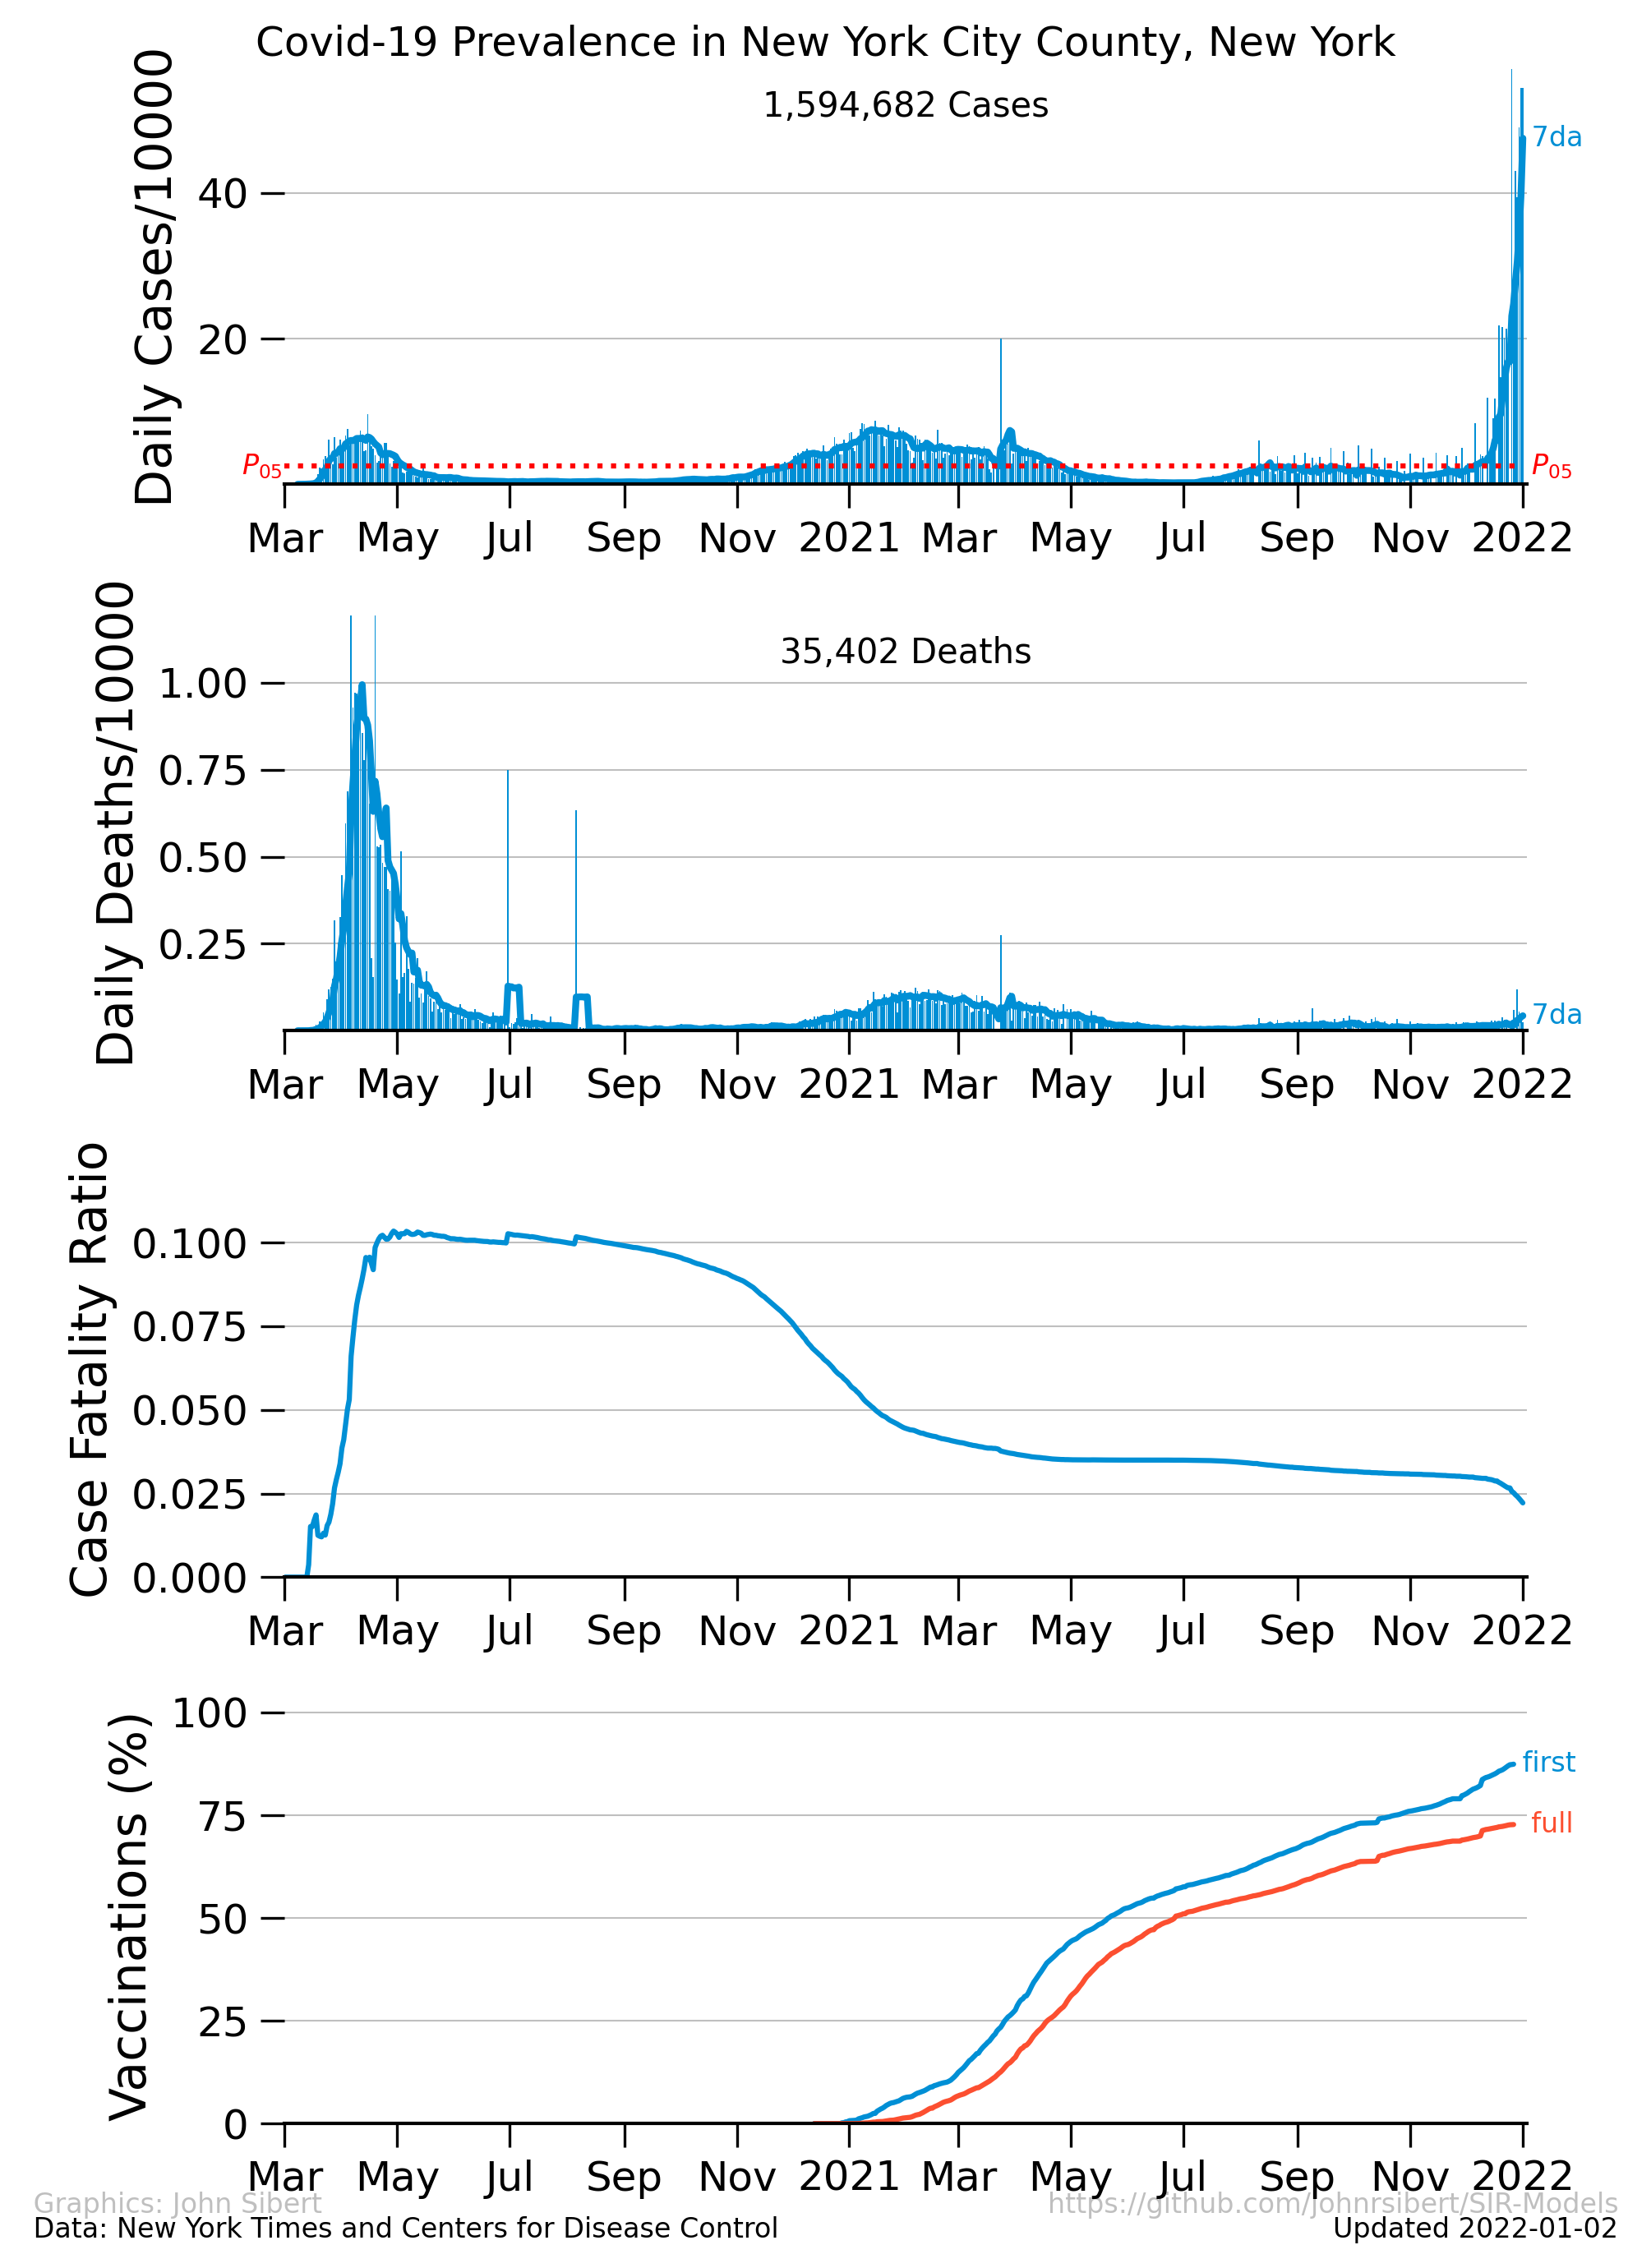 Covid-19 Prevalence in New York City County, New York
Daily Cases/10000
1,594,682 Cases
40
20
7da
P05
P05
Mar May Jul Sep Nov 2021 Mar May Jul Sep Nov 2022
Daily Deaths/10000
35,402 Deaths
1.00
0.75
0.50
0.25
7da
Mar May Jul Sep Nov 2021 Mar May Jul Sep Nov 2022
Case Fatality Ratio
0.100
0.075
0.050
0.025
0.000
Mar May Jul Sep Nov 2021 Mar May Jul Sep Nov 2022
Vaccinations (%)
100
75
50
25
0
first
full
Mar May Jul Sep Nov 2021 Mar May Jul Sep Nov 2022
Graphics: John Sibert
https://github.com/johnrsibert/SIR-Models
Data: New York Times and Centers for Disease Control
Updated 2022-01-02